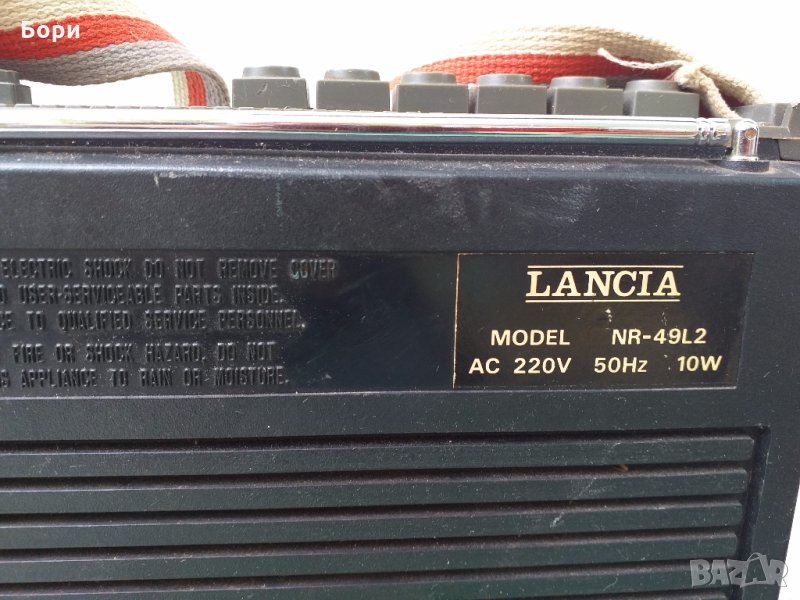 Бори
ELECTRIC SHOCK DO NOT REMOVE COVER
USER-SERVICEABLE PARTS INSIDE.
TO QUALIFIED SERVICE PERSONNEL.
FIRE OR SHOCK HAZARD, DO NOT
APPLIANCE TO RAIN OR MOISTURE.
LANCIA
MODEL NR-49L2
AC 220V 50Hz 10W
BAZAR